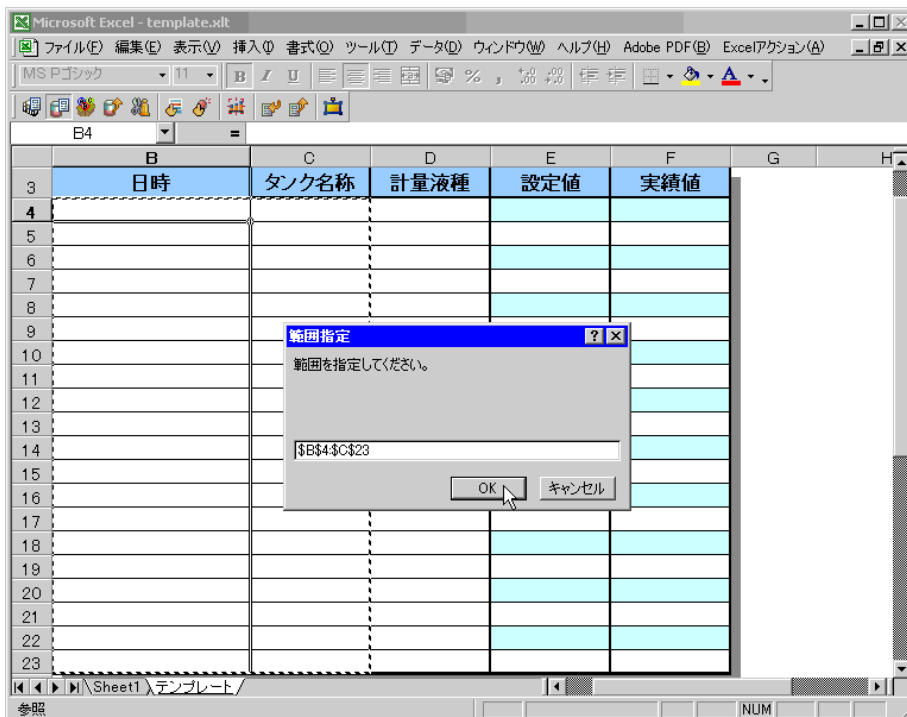 Microsoft Excel - template.xlt
ファイル(F) 編集(E) 表示(V) 挿入(I) 書式(O) ツール(T) データ(D) ウィンドウ(W) ヘルプ(H) Adobe PDF(B) Excelアクション(A)
MS Pゴシック 11 B I U % ,
B4 =
B C D E F G H
3 日時 タンク名称 計量液種 設定値 実績値
4
5
6
7
8
9
10
11
12
13
14
15
16
17
18
19
20
21
22
23
範囲指定
範囲を指定してください。
$B$4:$C$23
OK キャンセル
Sheet1 テンプレート
参照 NUM